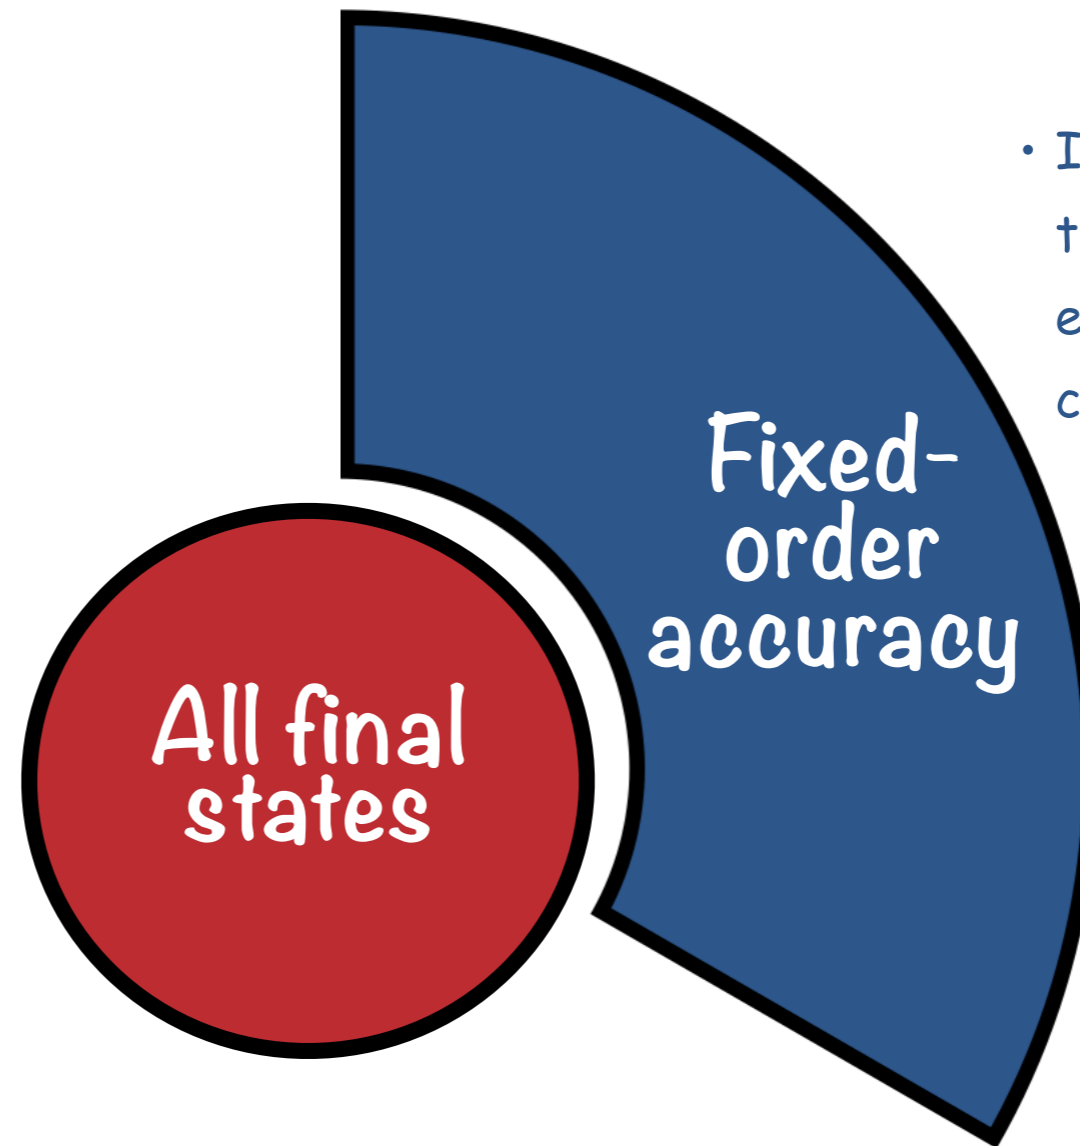 • I
t
e
c
Fixed-
order
accuracy
All final
states